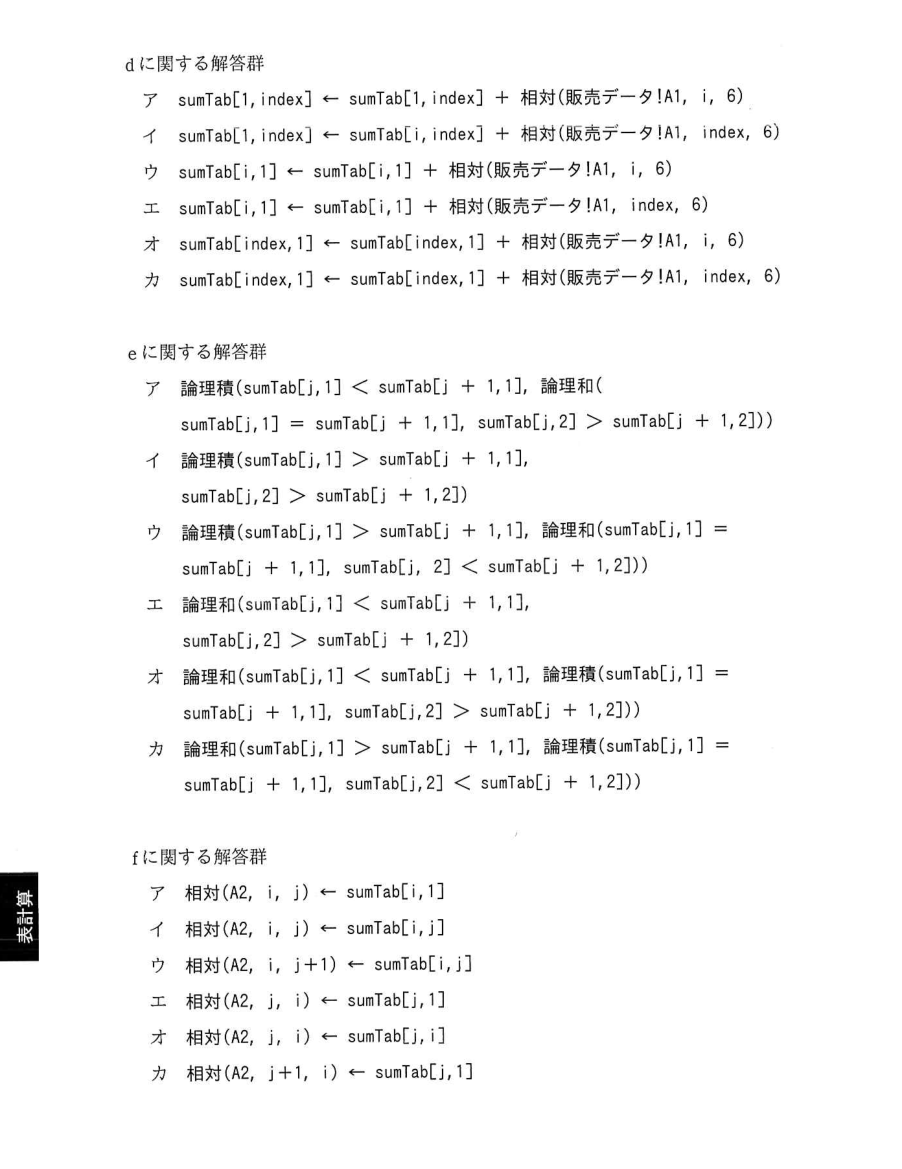 dに関する解答群
ア sumTab[1,index] ← sumTab[1,index] + 相対(販売データ!A1, i, 6)
イ sumTab[1,index] ← sumTab[i,index] + 相対(販売データ!A1, index, 6)
ウ sumTab[i,1] ← sumTab[i,1] + 相対(販売データ!A1, i, 6)
エ sumTab[i,1] ← sumTab[i,1] + 相対(販売データ!A1, index, 6)
オ sumTab[index,1] ← sumTab[index,1] + 相対(販売データ!A1, i, 6)
カ sumTab[index,1] ← sumTab[index,1] + 相対(販売データ!A1, index, 6)
eに関する解答群
ア 論理積(sumTab[j,1] < sumTab[j + 1,1], 論理和(
sumTab[j,1] = sumTab[j + 1,1], sumTab[j,2] > sumTab[j + 1,2]))
イ 論理積(sumTab[j,1] > sumTab[j + 1,1],
sumTab[j,2] > sumTab[j + 1,2])
ウ 論理積(sumTab[j,1] > sumTab[j + 1,1], 論理和(sumTab[j,1] =
sumTab[j + 1,1], sumTab[j, 2] < sumTab[j + 1,2]))
エ 論理和(sumTab[j,1] < sumTab[j + 1,1],
sumTab[j,2] > sumTab[j + 1,2])
オ 論理和(sumTab[j,1] < sumTab[j + 1,1], 論理積(sumTab[j,1] =
sumTab[j + 1,1], sumTab[j,2] > sumTab[j + 1,2]))
カ 論理和(sumTab[j,1] > sumTab[j + 1,1], 論理積(sumTab[j,1] =
sumTab[j + 1,1], sumTab[j,2] < sumTab[j + 1,2]))
fに関する解答群
ア 相対(A2, i, j) ← sumTab[i,1]
イ 相対(A2, i, j) ← sumTab[i,j]
ウ 相対(A2, i, j+1) ← sumTab[i,j]
エ 相対(A2, j, i) ← sumTab[j,1]
オ 相対(A2, j, i) ← sumTab[j,i]
カ 相対(A2, j+1, i) ← sumTab[j,1]
表計算